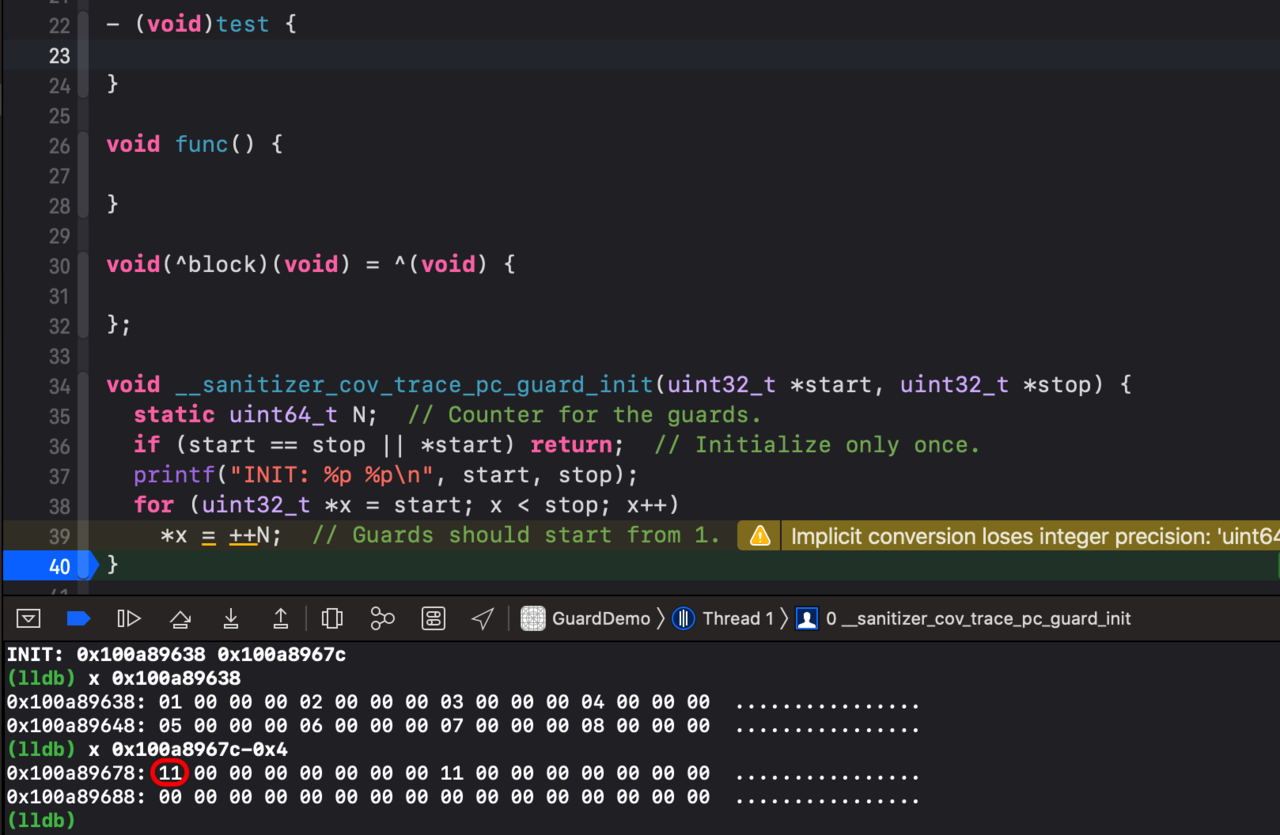 22 - (void)test {
23
24 }
25
26 void func() {
27
28 }
29
30 void(^block)(void) = ^(void) {
31
32 };
33
34 void __sanitizer_cov_trace_pc_guard_init(uint32_t *start, uint32_t *stop) {
35 static uint64_t N;  // Counter for the guards.
36 if (start == stop || *start) return;  // Initialize only once.
37 printf("INIT: %p %p\n", start, stop);
38 for (uint32_t *x = start; x < stop; x++)
39 *x = ++N;  // Guards should start from 1. Implicit conversion loses integer precision: 'uint64
40 }
GuardDemo 〉 Thread 1 〉 0 __sanitizer_cov_trace_pc_guard_init
INIT: 0x100a89638 0x100a8967c
(lldb) x 0x100a89638
0x100a89638: 01 00 00 00 02 00 00 00 03 00 00 00 04 00 00 00  ................
0x100a89648: 05 00 00 00 06 00 00 00 07 00 00 00 08 00 00 00  ................
(lldb) x 0x100a8967c-0x4
0x100a89678: 11 00 00 00 00 00 00 00 11 00 00 00 00 00 00 00  ................
0x100a89688: 00 00 00 00 00 00 00 00 00 00 00 00 00 00 00 00  ................
(lldb)